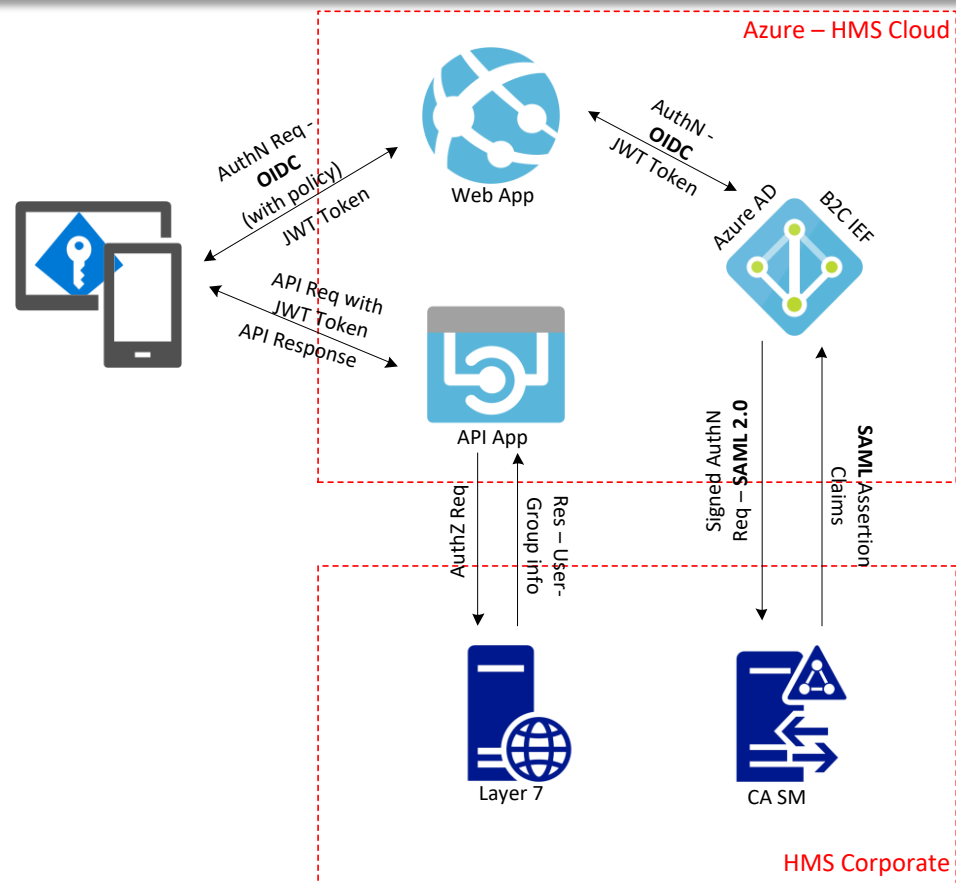 Azure – HMS Cloud
AuthN Req -
OIDC
(with policy)
JWT Token
Web App
AuthN -
OIDC
JWT Token
Azure AD
B2C IEF
API Req with
JWT Token
API Response
API App
AuthZ Req
Res – User-
Group info
Signed AuthN
Req – SAML 2.0
SAML Assertion
Claims
Layer 7
CA SM
HMS Corporate